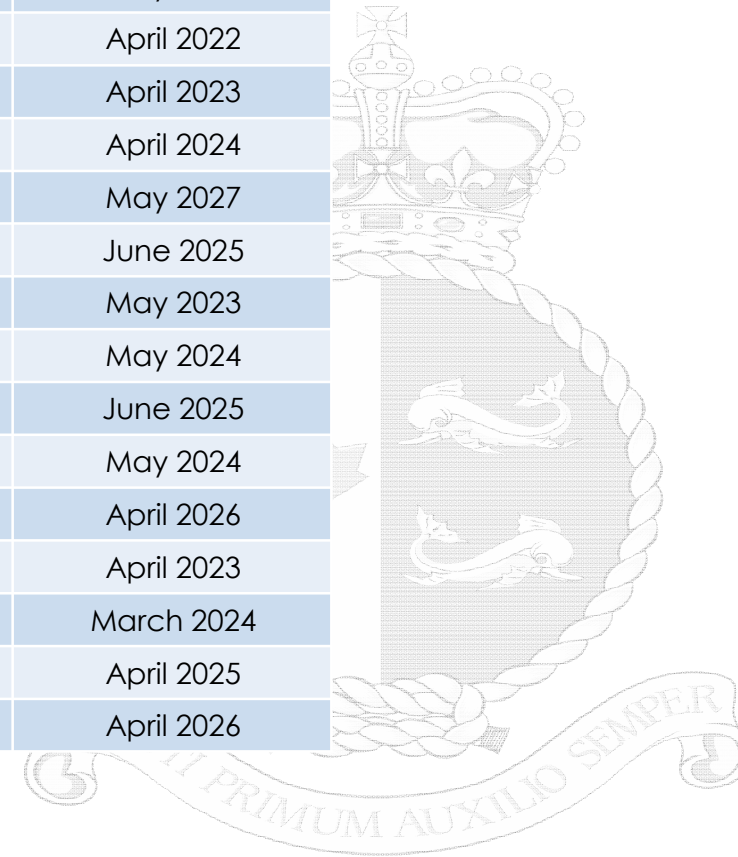 April 2022
April 2023
April 2024
May 2027
June 2025
May 2023
May 2024
June 2025
May 2024
April 2026
April 2023
March 2024
April 2025
April 2026
PRIMUM AUXILIO SEMPER